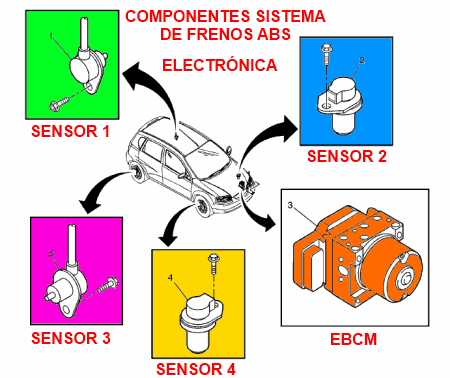 COMPONENTES SISTEMA
DE FRENOS ABS
ELECTRÓNICA
1
SENSOR 1
2
SENSOR 2
3
EBCM
5
SENSOR 3
4
SENSOR 4